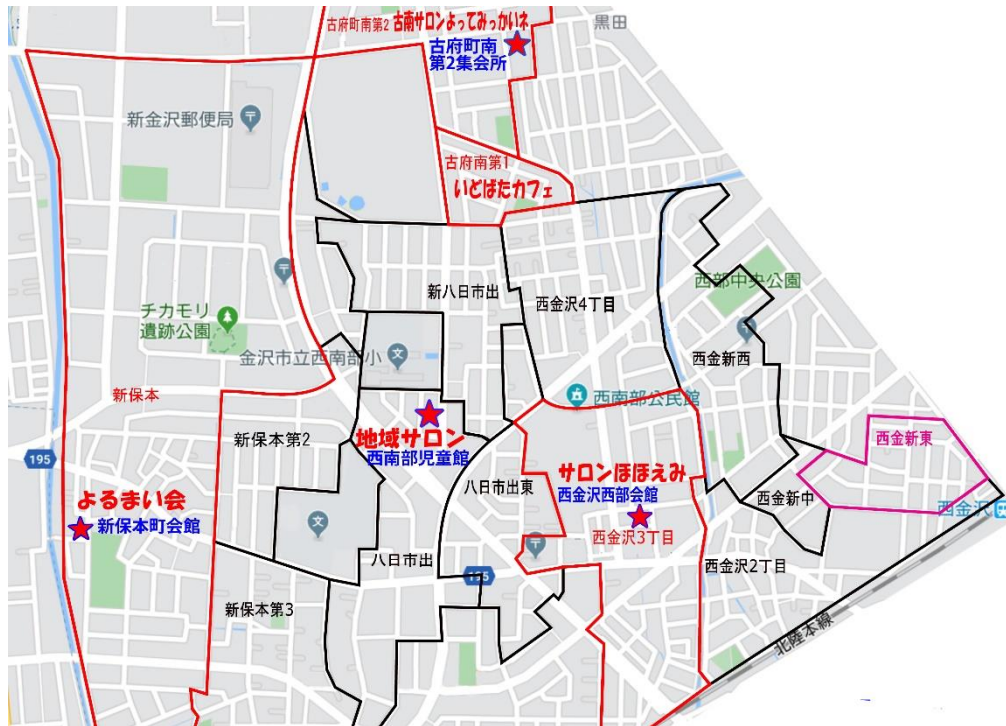 古府町南第2 古南サロンよってみっかいネ
古府町南
第2集会所
黒田
新金沢郵便局
古府南第1
いどばたカフェ
西部中央公園
新八日市出
西金沢4丁目
チカモリ
遺跡公園
金沢市立西南部小
文
西金新西
西南部公民館
新保本
新保本第2
地域サロン
西南部児童館
西金新東
195
八日市出東
サロンほほえみ
西金沢西部会館
西金新中
西金沢
よるまい会
新保本町会館
西金沢3丁目
文
八日市出
195
西金沢2丁目
新保本第3
北陸本線